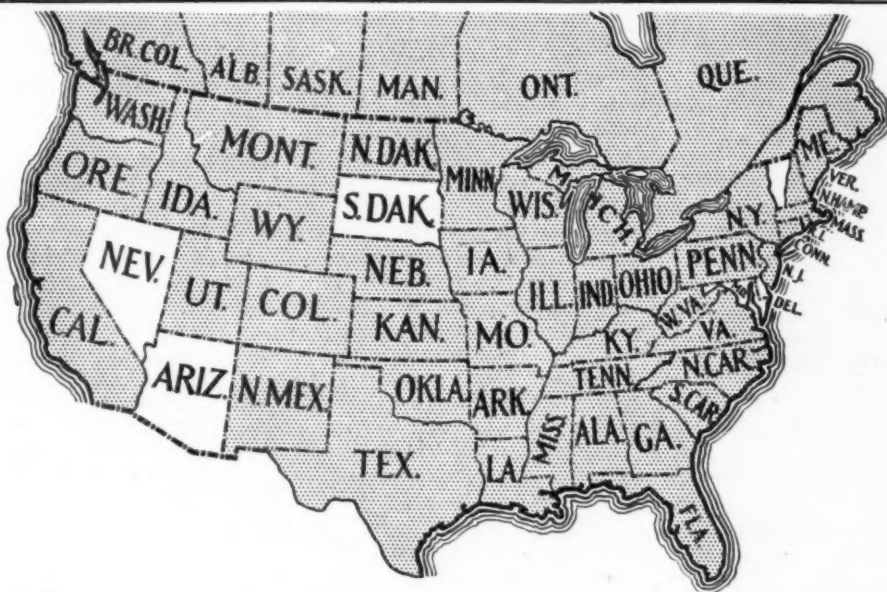 BR. COL.
ALB.
SASK.
MAN.
ONT.
QUE.
WASH.
MONT.
N. DAK.
MINN.
ME.
ORE.
IDA.
WY.
S. DAK.
WIS.
MICH.
N.Y.
VER.
N. HAMP.
MASS.
R.I.
CONN.
NEV.
UT.
COL.
NEB.
IA.
ILL.
IND.
OHIO
PENN.
N.J.
DEL.
CAL.
KAN.
MO.
KY.
W. VA.
VA.
ARIZ.
N. MEX.
OKLA.
ARK.
TENN.
N. CAR.
S. CAR.
TEX.
LA.
MISS.
ALA.
GA.
FLA.